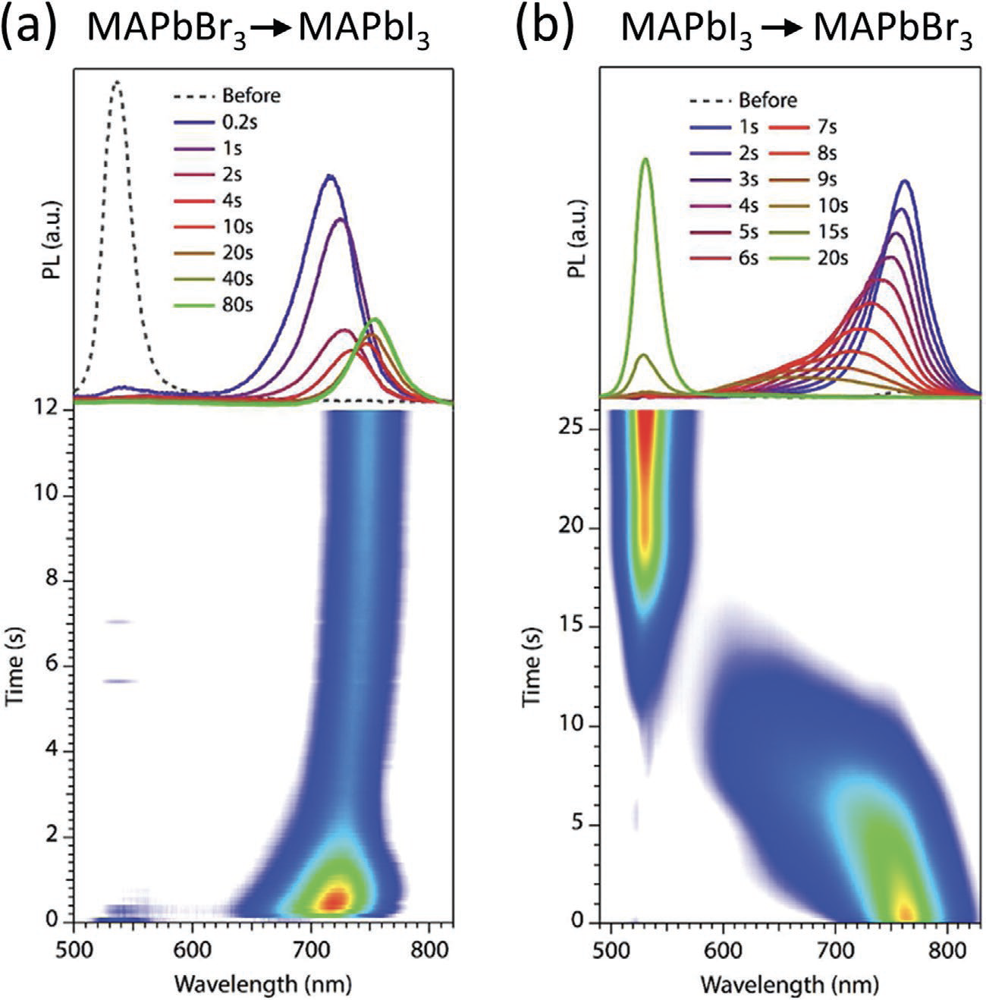 (a) MAPbBr3→MAPbI3
Before
0.2s
1s
2s
4s
10s
20s
40s
80s
PL (a.u.)
12
10
8
6
4
2
0
Time (s)
500 600 700 800
Wavelength (nm)
(b) MAPbI3 → MAPbBr3
Before
1s 7s
2s 8s
3s 9s
4s 10s
5s 15s
6s 20s
PL (a.u.)
25
20
15
10
5
0
Time (s)
500 600 700 800
Wavelength (nm)